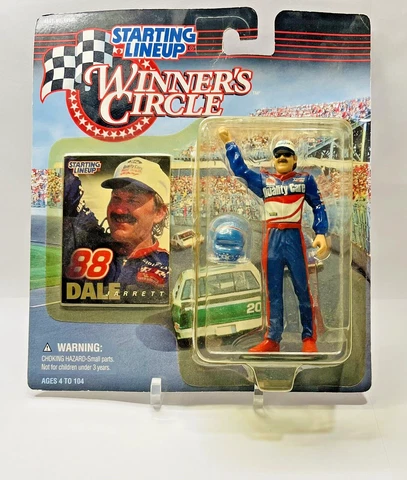 STARTING
LINEUP
WINNER'S
CIRCLE
STARTING
LINEUP
Quality Care
88
DALE
JARRETT
20
WARNING:
CHOKING HAZARD-Small parts.
Not for children under 3 years.
AGES 4 TO 104